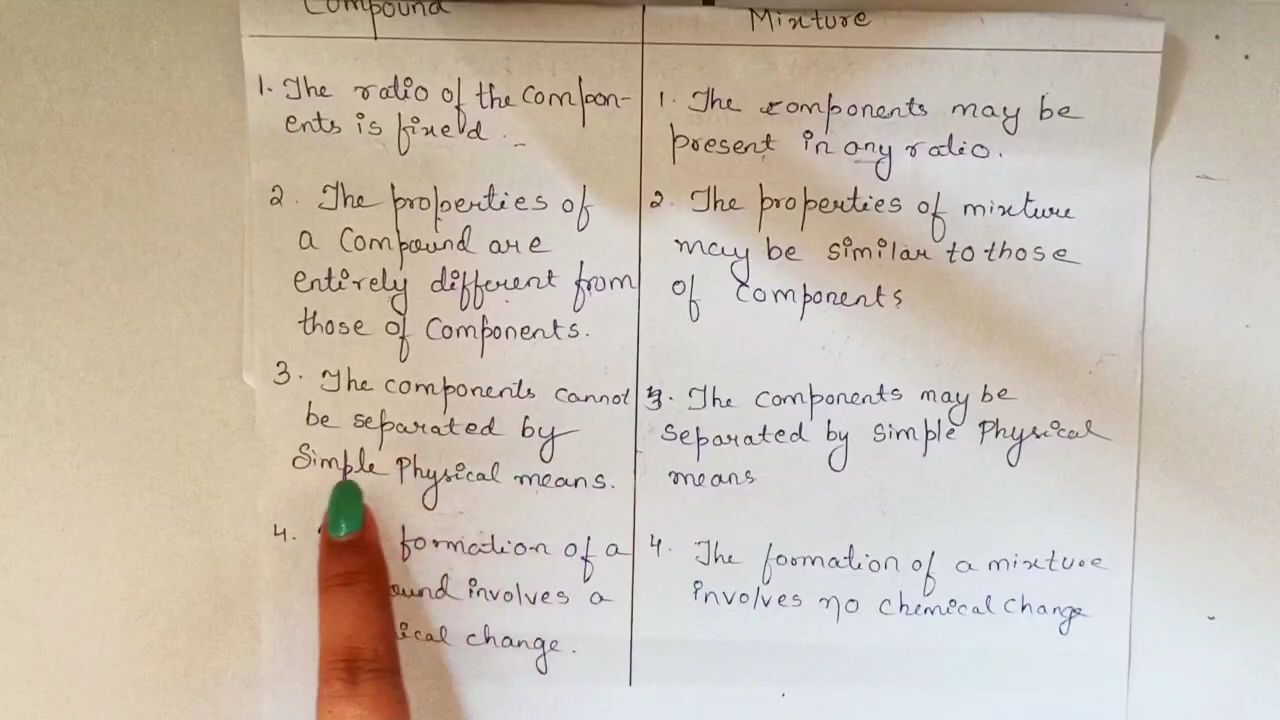 Compound
1. The ratio of the compon-
ents is fixed.
2. The properties of
a Compound are
entirely different from
those of Components.
3. The components cannot
be separated by
Simple Physical means.
4. formation of a
involves a
change.
Mixture
1. The components may be
present in any ratio.
2. The properties of mixture
may be similar to those
of Components
3. The components may be
separated by simple Physical
means
4. The formation of a mixture
involves no chemical change